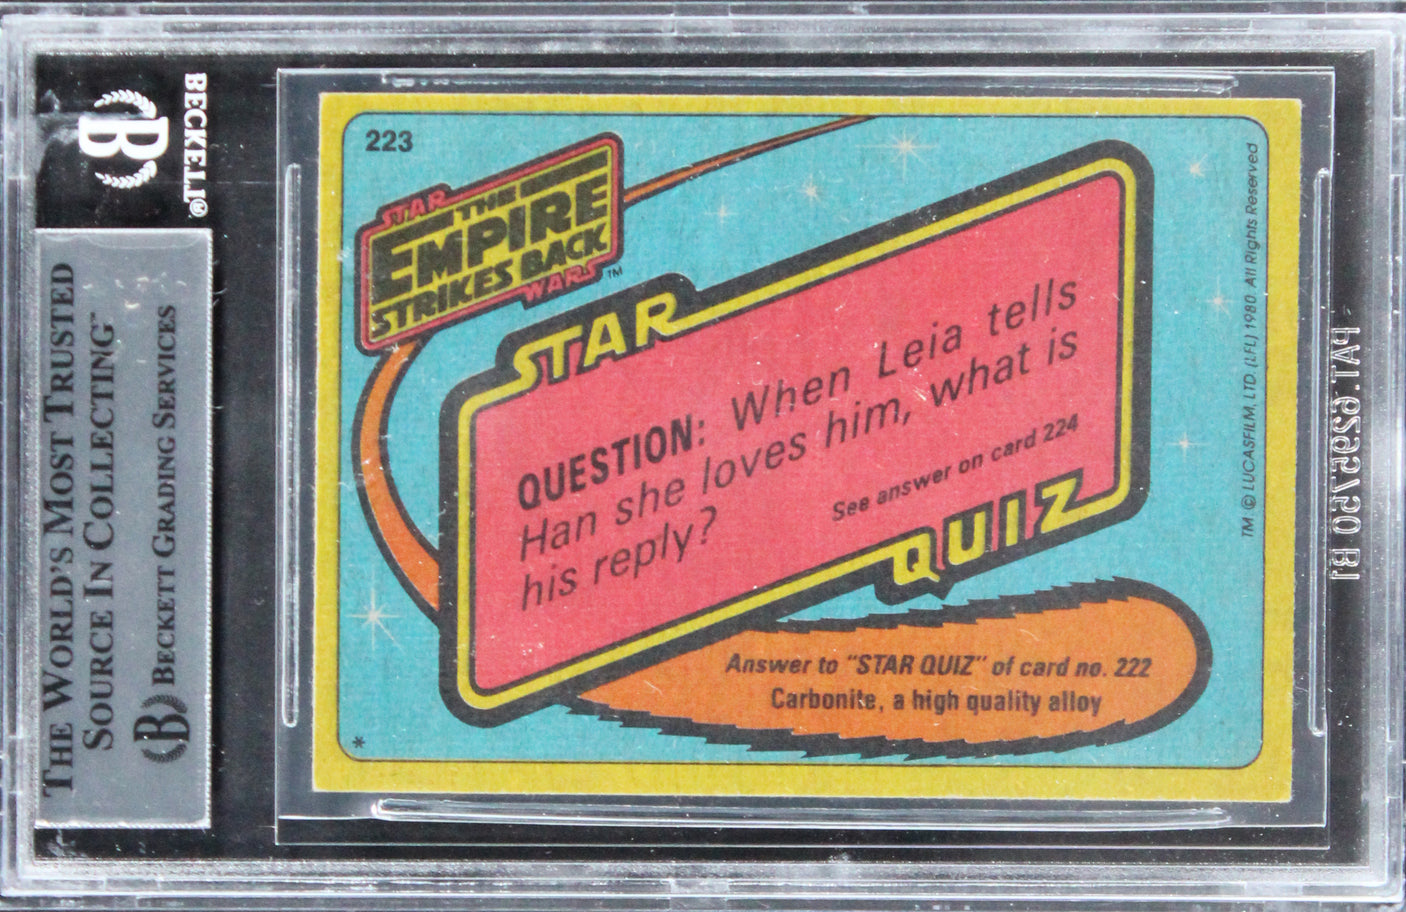 BECKETT®
B
THE WORLD'S MOST TRUSTED
SOURCE IN COLLECTING™
B BECKETT GRADING SERVICES
223
STAR
THE
EMPIRE
STRIKES BACK
WARS™
STAR
QUESTION: When Leia tells
Han she loves him, what is
his reply?
See answer on card 224
QUIZ
Answer to "STAR QUIZ" of card no. 222
Carbonite, a high quality alloy
*
TM © LUCASFILM, LTD. (LFL) 1980. All Rights Reserved